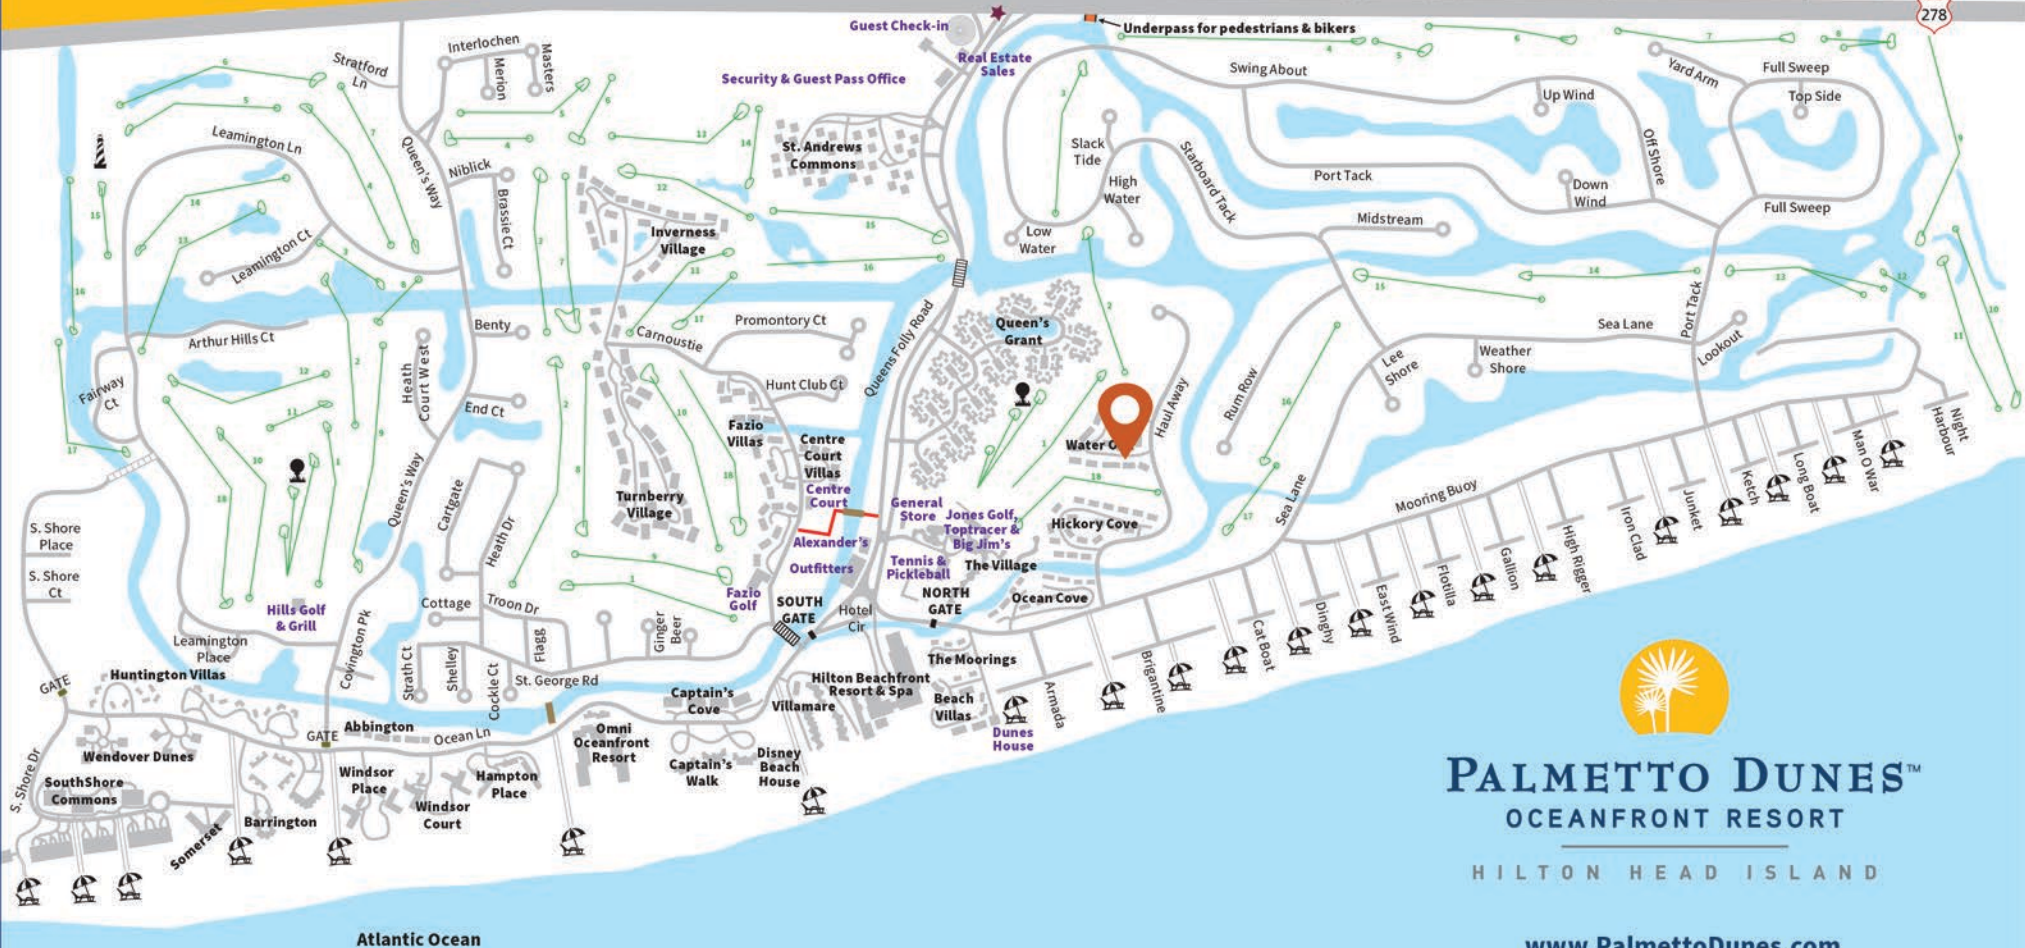 278
Guest Check-in
Underpass for pedestrians & bikers
Real Estate
Sales
Security & Guest Pass Office
Interlochen
Merion
Masters
Stratford
Ln
Leamington Ln
Queen's Way
Niblick
Brassie Ct
Leamington Ct
St. Andrews
Commons
Inverness
Village
Swing About
Yard Arm
Full Sweep
Top Side
Up Wind
Off Shore
Slack
Tide
High
Water
Starboard Tack
Port Tack
Down
Wind
Full Sweep
Midstream
Low
Water
Arthur Hills Ct
Fairway
Ct
Heath
Court West
Benty
End Ct
Carnoustie
Promontory Ct
Hunt Club Ct
Queens Folly Road
Queen's
Grant
Haul Away
Rum Row
Lee
Shore
Weather
Shore
Sea Lane
Port Tack
Lookout
Night
Harbour
Fazio
Villas
Centre
Court
Villas
Centre
Court
Turnberry
Village
Water O
General
Store
Jones Golf,
Toptracer &
Big Jim's
Hickory Cove
Sea Lane
Mooring Buoy
Queen's Way
Cartgate
Heath Dr
S. Shore
Place
S. Shore
Ct
Alexander's
Outfitters
Tennis &
Pickleball
The Village
Ocean Cove
Hills Golf
& Grill
Cottage
Troon Dr
Fazio
Golf
SOUTH
GATE
Hotel
Cir
NORTH
GATE
Leamington
Place
Covington Pk
Strath Ct
Shelley
Cockle Ct
Flagg
Ginger
Beer
St. George Rd
Huntington Villas
GATE
GATE
Abbington
Ocean Ln
Captain's
Cove
Villamare
Hilton Beachfront
Resort & Spa
The Moorings
Beach
Villas
Dunes
House
Armada
Brigantine
Cat Boat
Dinghy
East Wind
Flotilla
Gallion
High Rigger
Iron Clad
Junket
Ketch
Long Boat
Man O War
Omni
Oceanfront
Resort
Captain's
Walk
Disney
Beach
House
Wendover Dunes
S. Shore Dr
SouthShore
Commons
Windsor
Place
Hampton
Place
Windsor
Court
Barrington
Somerset
Atlantic Ocean
PALMETTO DUNES™
OCEANFRONT RESORT
HILTON HEAD ISLAND
www.PalmettoDunes.com